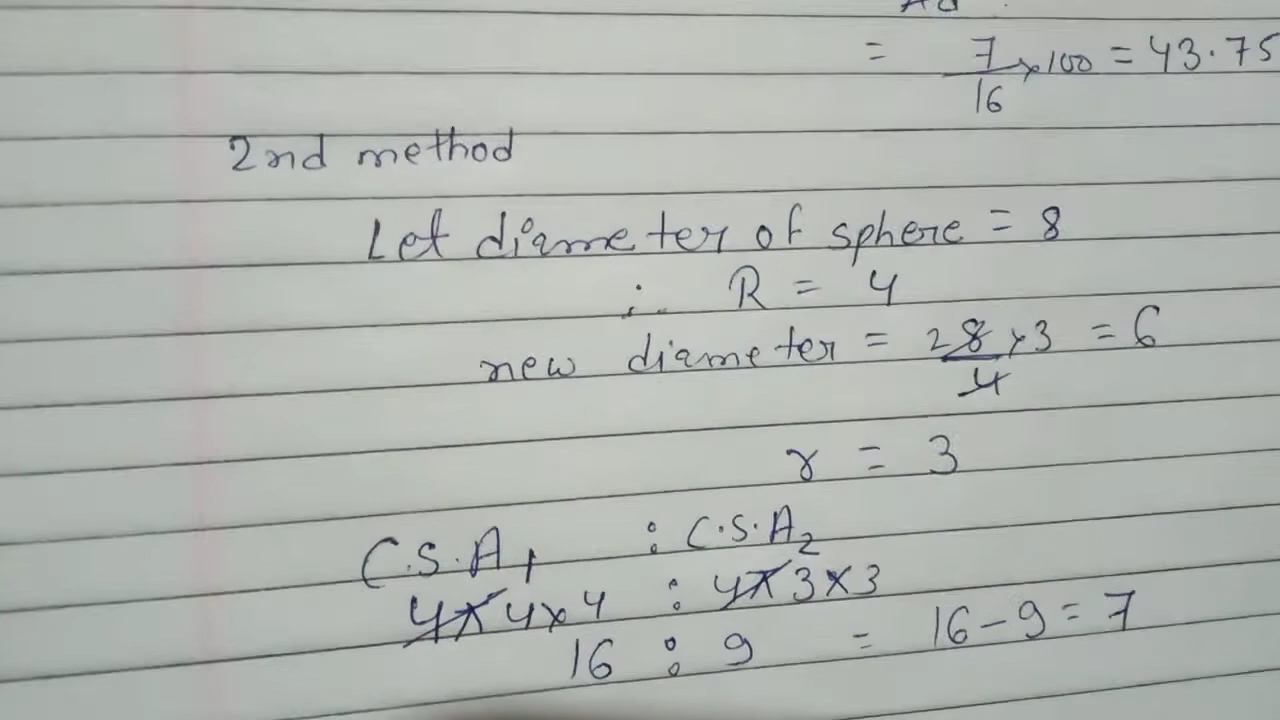 = 7/16 × 100 = 43.75
2nd method
Let diameter of sphere = 8
∴ R = 4
new diameter = 2 8/4 × 3 = 6
r = 3
C.S.A1 : C.S.A2
4π 4×4 : 4π 3×3
16 : 9 = 16 – 9 = 7